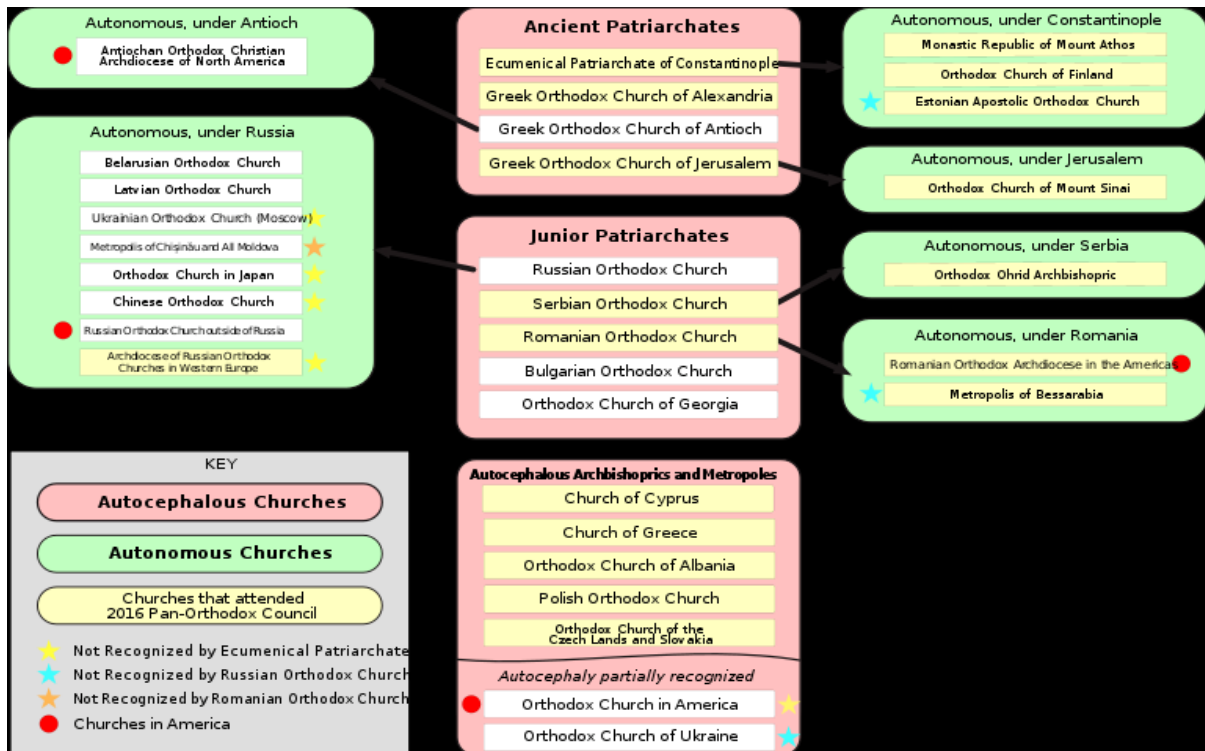 Autonomous, under Antioch
Antiochan Orthodox Christian
Archdiocese of North America
Autonomous, under Russia
Belarusian Orthodox Church
Latvian Orthodox Church
Ukrainian Orthodox Church (Moscow)
Metropolis of Chișinău and All Moldova
Orthodox Church in Japan
Chinese Orthodox Church
Russian Orthodox Church outside of Russia
Archdiocese of Russian Orthodox
Churches in Western Europe
KEY
Autocephalous Churches
Autonomous Churches
Churches that attended
2016 Pan-Orthodox Council
Not Recognized by Ecumenical Patriarchate
Not Recognized by Russian Orthodox Church
Not Recognized by Romanian Orthodox Church
Churches in America
Ancient Patriarchates
Ecumenical Patriarchate of Constantinople
Greek Orthodox Church of Alexandria
Greek Orthodox Church of Antioch
Greek Orthodox Church of Jerusalem
Junior Patriarchates
Russian Orthodox Church
Serbian Orthodox Church
Romanian Orthodox Church
Bulgarian Orthodox Church
Orthodox Church of Georgia
Autocephalous Archbishoprics and Metropoles
Church of Cyprus
Church of Greece
Orthodox Church of Albania
Polish Orthodox Church
Orthodox Church of the
Czech Lands and Slovakia
Autocephaly partially recognized
Orthodox Church in America
Orthodox Church of Ukraine
Autonomous, under Constantinople
Monastic Republic of Mount Athos
Orthodox Church of Finland
Estonian Apostolic Orthodox Church
Autonomous, under Jerusalem
Orthodox Church of Mount Sinai
Autonomous, under Serbia
Orthodox Ohrid Archbishopric
Autonomous, under Romania
Romanian Orthodox Archdiocese in the Americas
Metropolis of Bessarabia